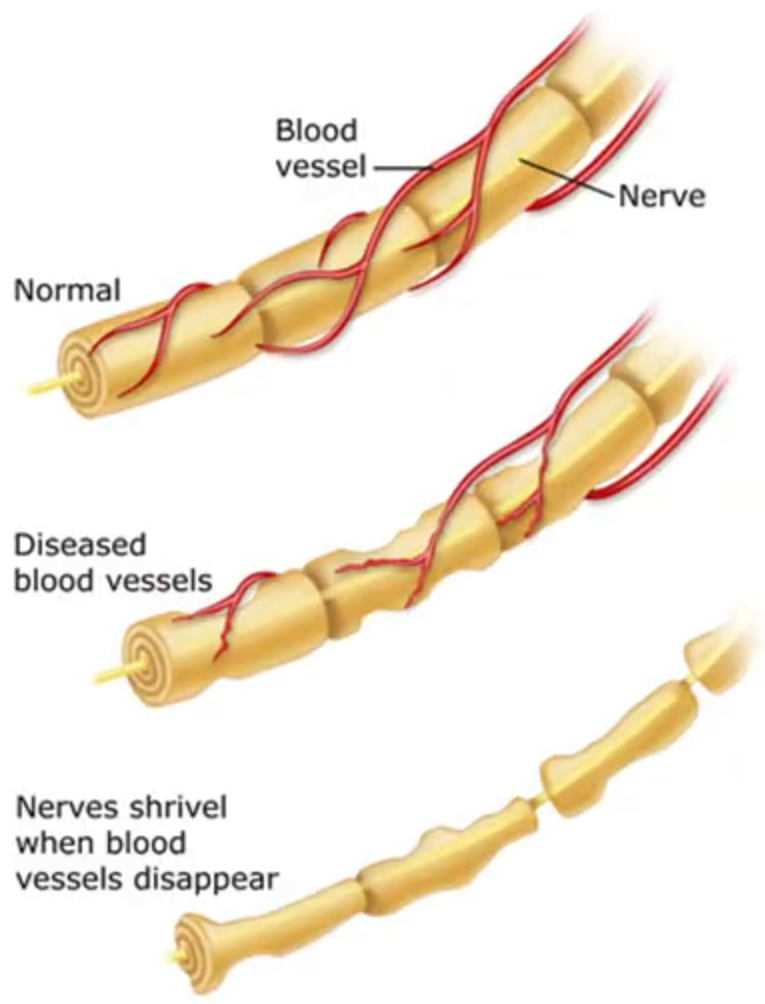 Blood
vessel
Nerve
Normal
Diseased
blood vessels
Nerves shrivel
when blood
vessels disappear